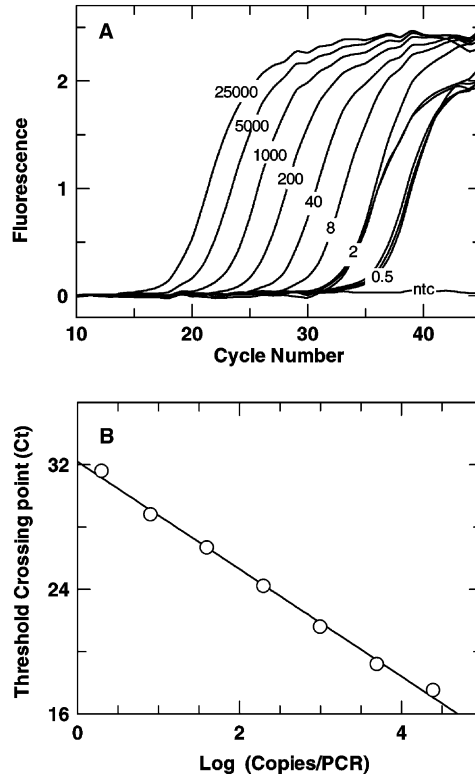 A
Fluorescence
2
1
0
25000
5000
1000
200
40
8
2
0.5
ntc
10 20 30 40
Cycle Number
B
Threshold Crossing point (Ct)
32
24
16
0 2 4
Log (Copies/PCR)